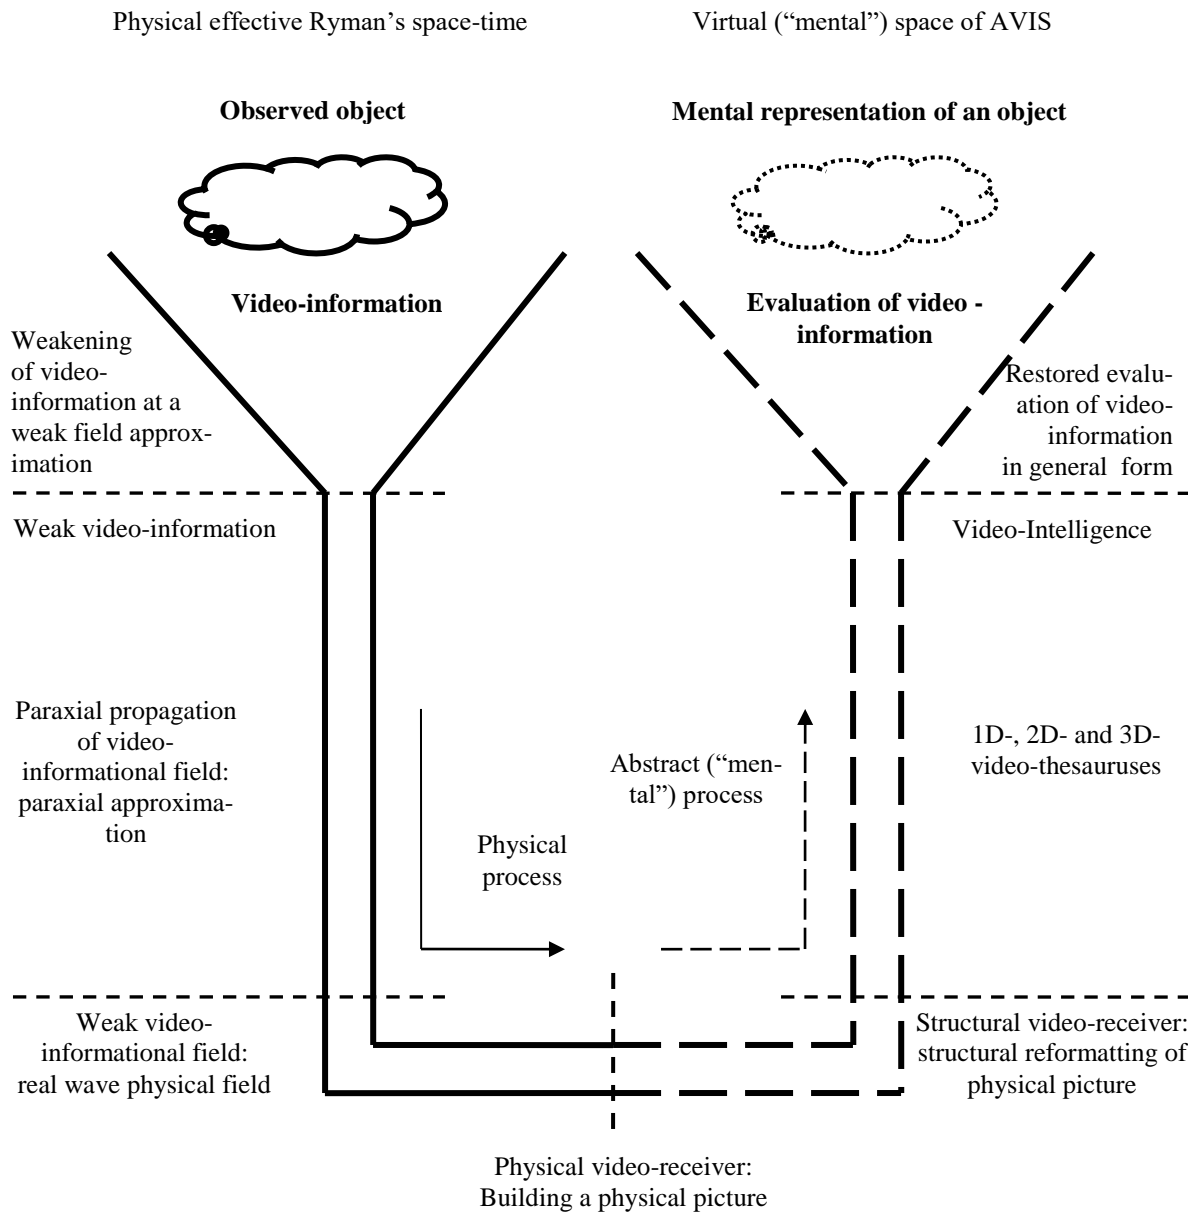 Physical effective Ryman’s space-time
Virtual (“mental”) space of AVIS
Observed object
Mental representation of an object
Video-information
Evaluation of video -
information
Weakening
of video-
information at a
weak field approx-
imation
Restored evalu-
ation of video-
information
in general form
Weak video-information
Video-Intelligence
Paraxial propagation
of video-
informational field:
paraxial approxima-
tion
Abstract (“men-
tal”) process
1D-, 2D- and 3D-
video-thesauruses
Physical
process
Weak video-
informational field:
real wave physical field
Structural video-receiver:
structural reformatting of
physical picture
Physical video-receiver:
Building a physical picture